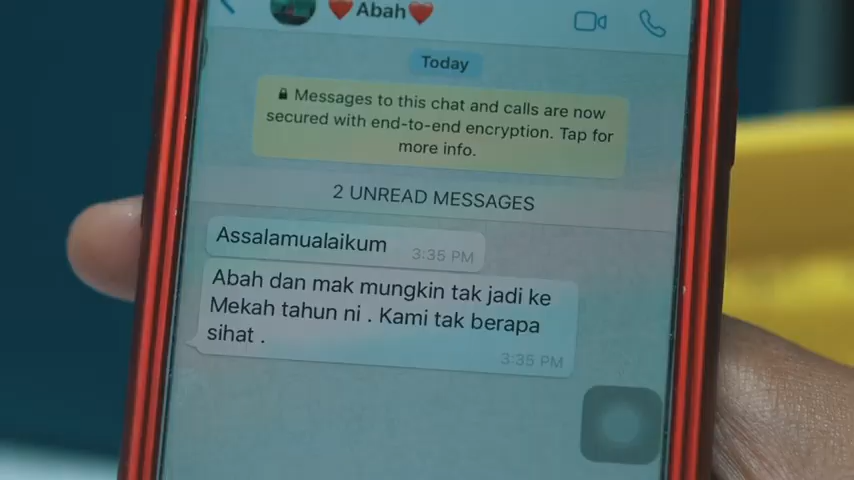 ❤️Abah❤️
Today
🔒 Messages to this chat and calls are now
secured with end-to-end encryption. Tap for
more info.
2 UNREAD MESSAGES
Assalamualaikum 3:35 PM
Abah dan mak mungkin tak jadi ke
Mekah tahun ni . Kami tak berapa
sihat .
3:35 PM